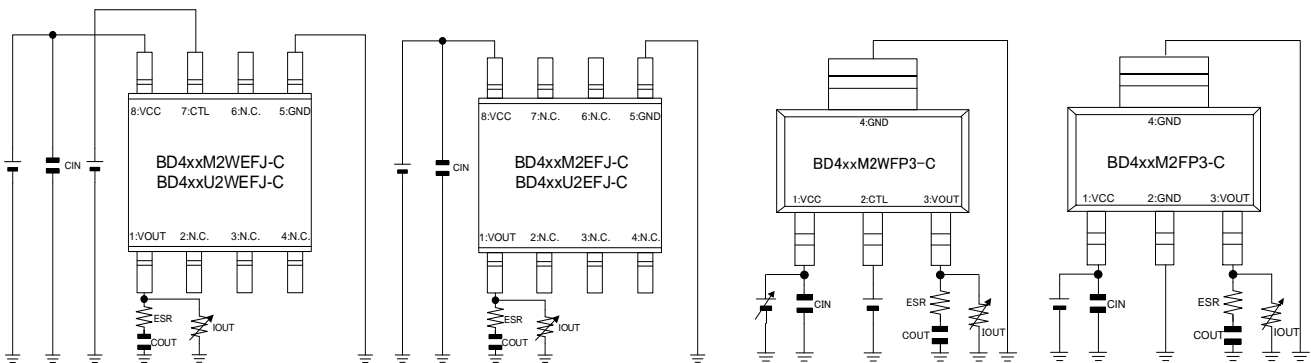 8:VCC 7:CTL 6:N.C. 5:GND
CIN
BD4xxM2WEFJ-C
BD4xxU2WEFJ-C
1:VOUT 2:N.C. 3:N.C. 4:N.C.
ESR
IOUT
COUT
8:VCC 7:N.C. 6:N.C. 5:GND
CIN
BD4xxM2EFJ-C
BD4xxU2EFJ-C
1:VOUT 2:N.C. 3:N.C. 4:N.C.
ESR
IOUT
COUT
4:GND
BD4xxM2WFP3-C
1:VCC 2:CTL 3:VOUT
CIN
ESR
COUT
IOUT
4:GND
BD4xxM2FP3-C
1:VCC 2:GND 3:VOUT
CIN
ESR
COUT
IOUT